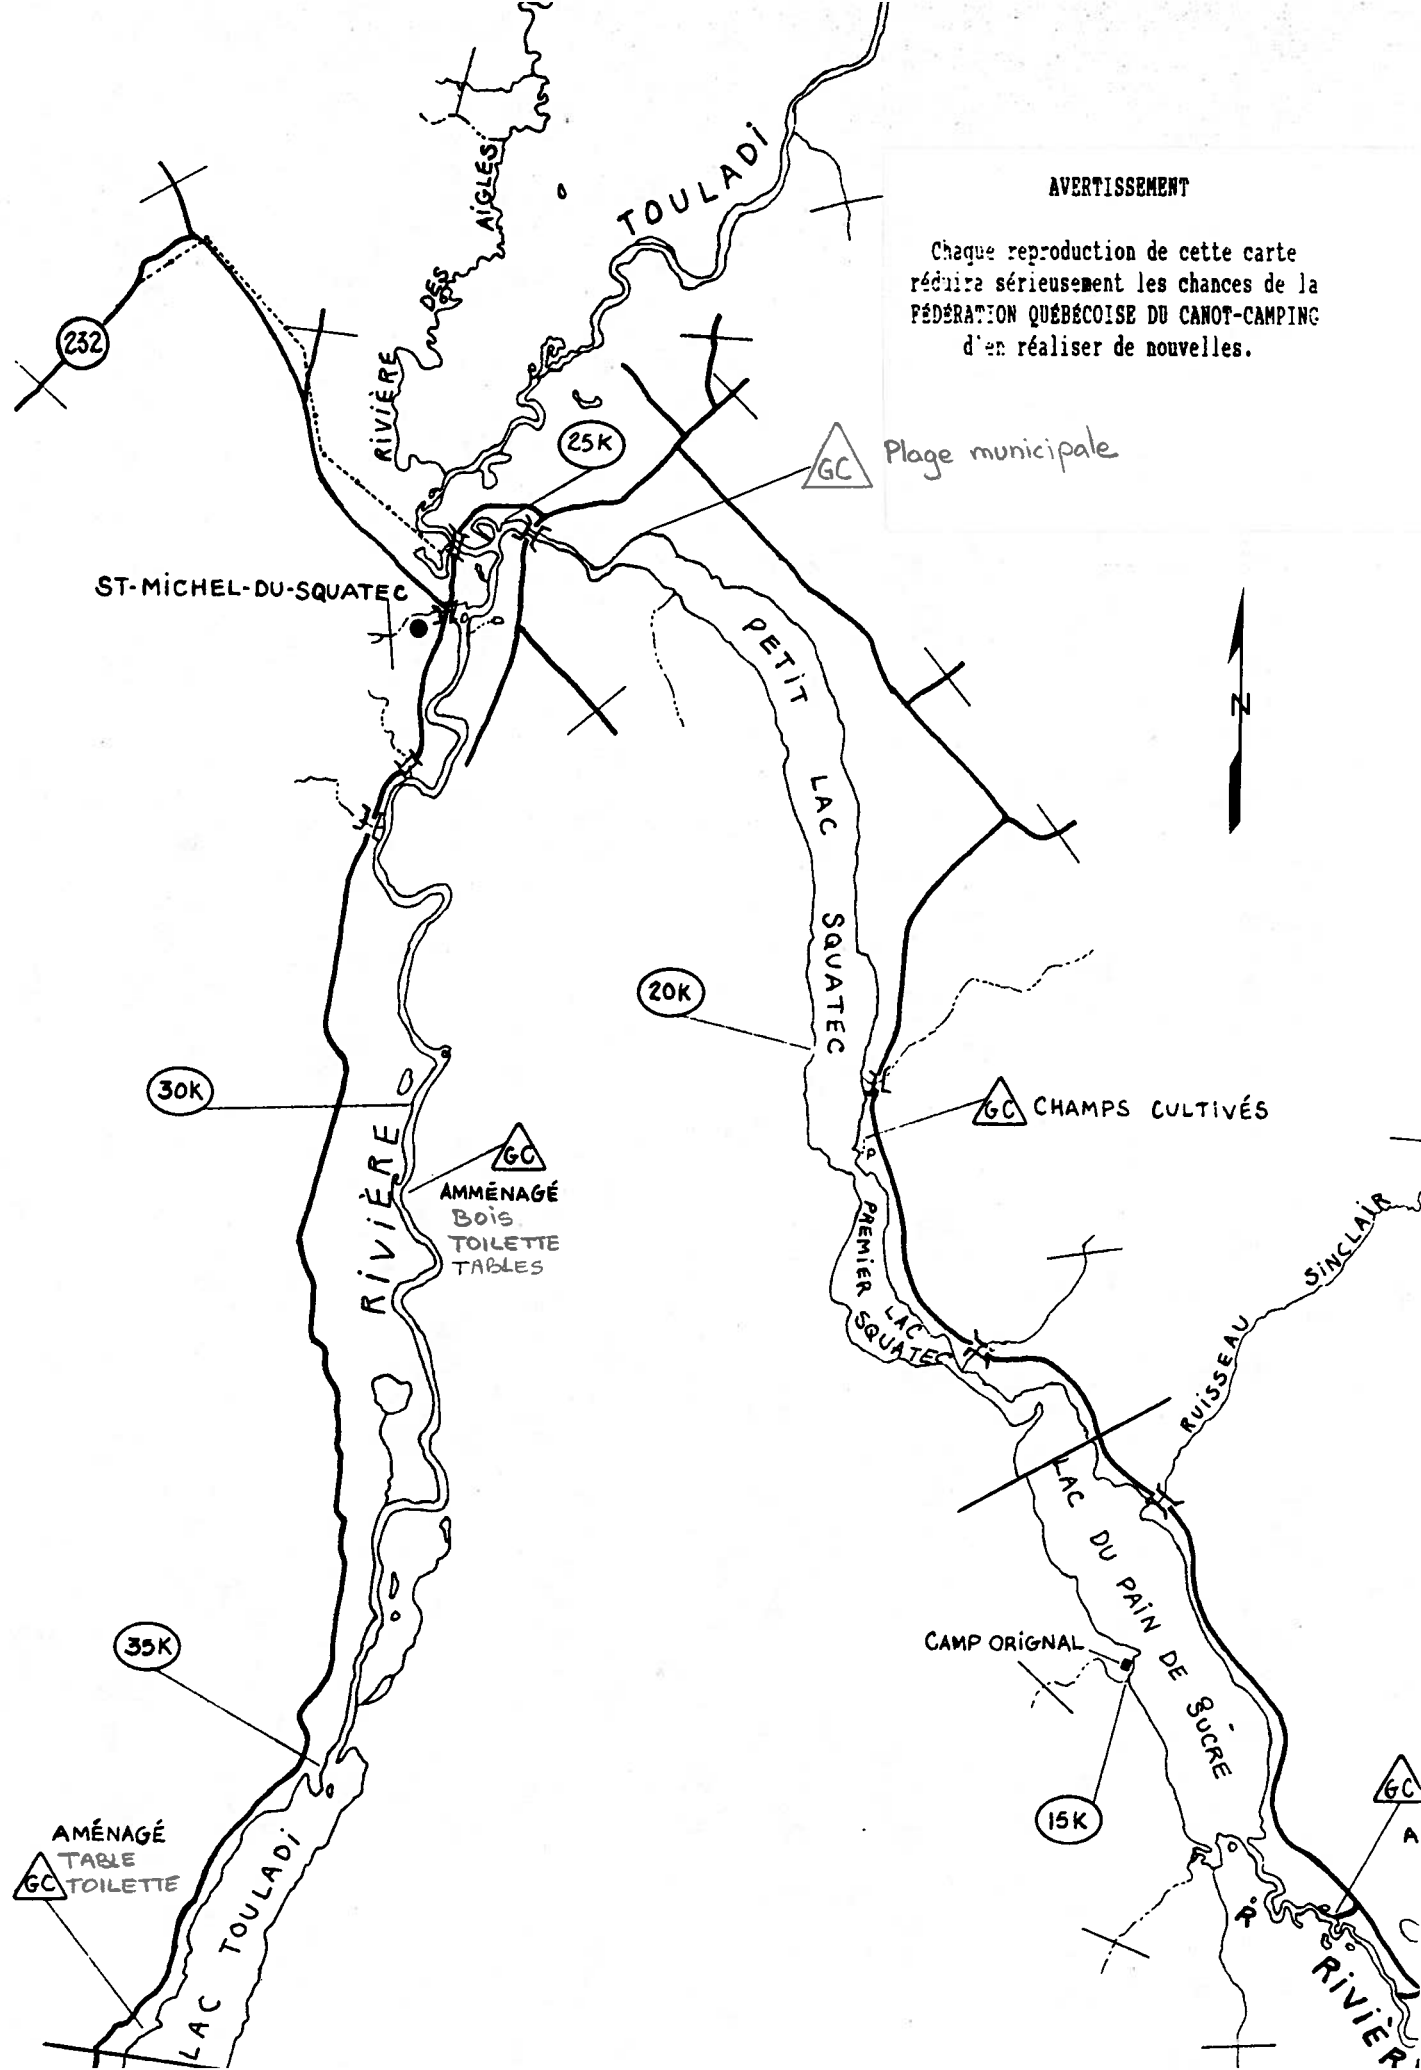 AVERTISSEMENT
Chaque reproduction de cette carte
réduira sérieusement les chances de la
FÉDÉRATION QUÉBÉCOISE DU CANOT-CAMPING
d'en réaliser de nouvelles.
TOULADI
RIVIÈRE DES AIGLES
232
25K
GC Plage municipale
ST-MICHEL-DU-SQUATEC
PETIT LAC SQUATEC
N
20K
30K
GC CHAMPS CULTIVÉS
P
GC
AMMÉNAGÉ
BOIS
TOILETTE
TABLES
RIVIÈRE
PREMIER LAC SQUATEC
RUISSEAU SINCLAIR
LAC DU PAIN DE SUCRE
CAMP ORIGNAL
35K
15K
GC
A
AMÉNAGÉ
TABLE
GC TOILETTE
LAC TOULADI
R
RIVIÈR